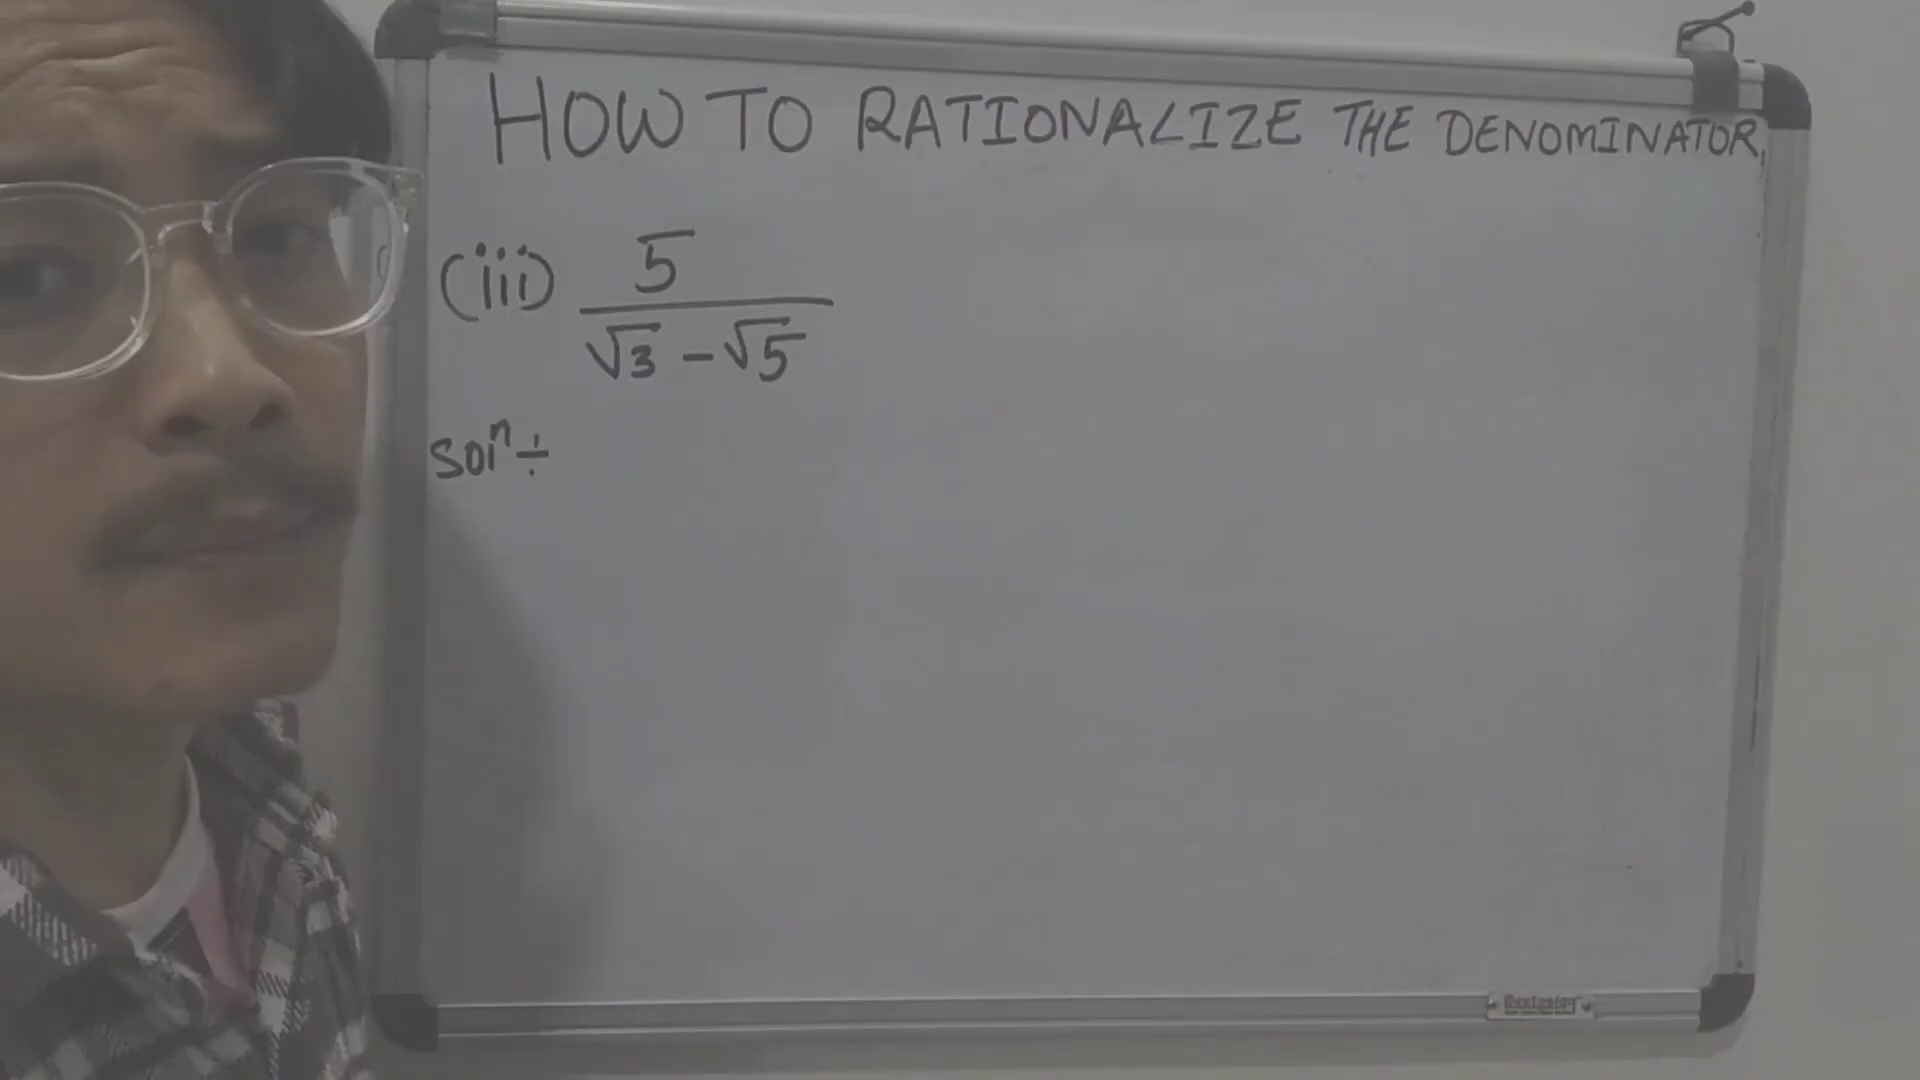 HOW TO RATIONALIZE THE DENOMINATOR.
(iii) 5
√3 - √5
solⁿ ÷